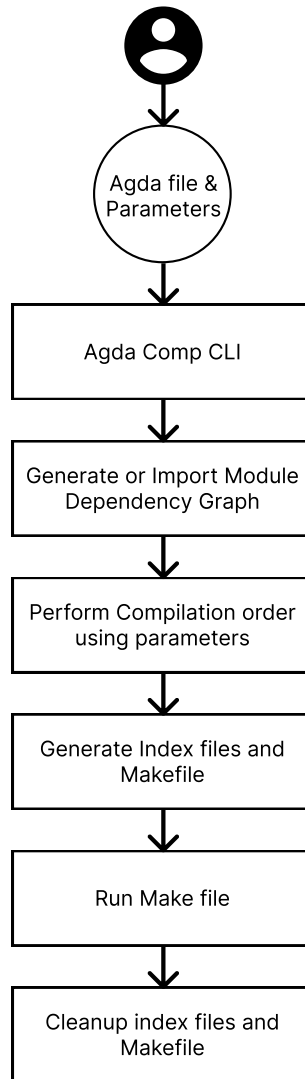 Agda file &
Parameters
Agda Comp CLI
Generate or Import Module
Dependency Graph
Perform Compilation order
using parameters
Generate Index files and
Makefile
Run Make file
Cleanup index files and
Makefile